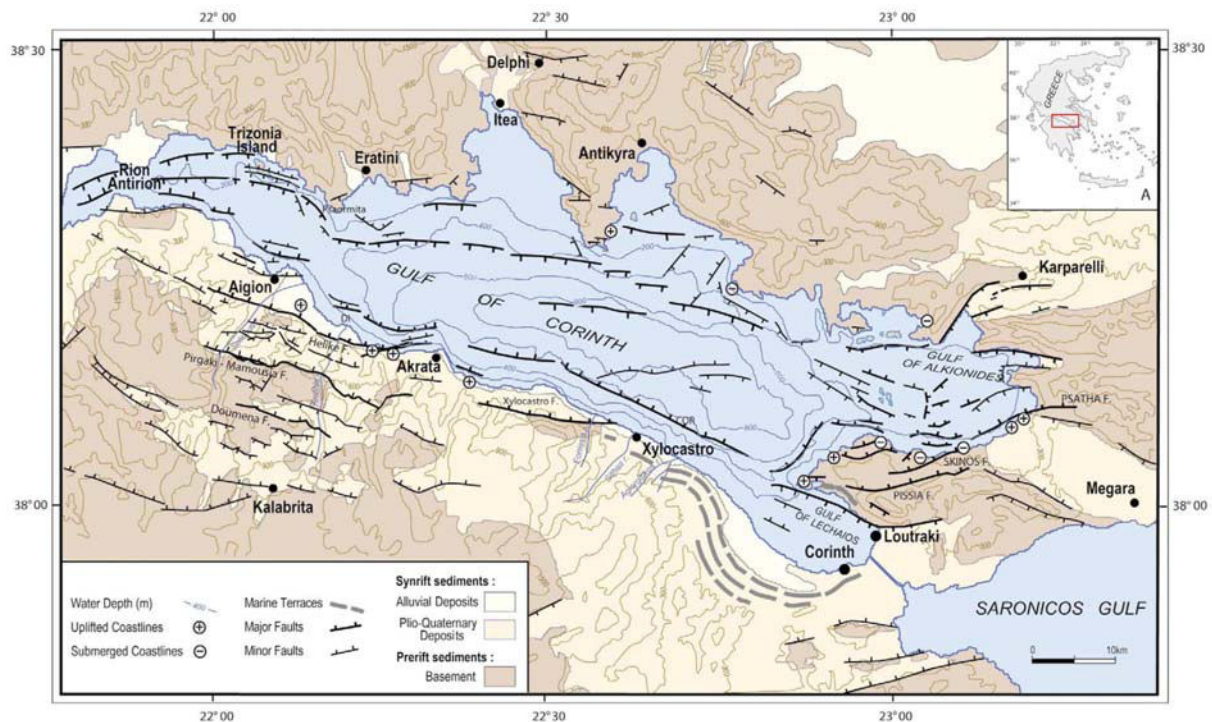 22° 00
22° 30
23° 00
38° 30
38° 30
Delphi
Itea
GREECE
A
Trizonia
Island
Eratini
Antikyra
Rion
Antirion
Karparelli
Aigion
GULF
OF
CORINTH
GULF
OF ALKIONIDES
Helike F.
Pirgaki - Mamousia F.
Akrata
Doumena F.
Xylocastro F.
PSATHA F.
Xylocastro
SKINOS F.
PISSIA F.
Megara
Kalabrita
38° 00
38° 00
GULF
OF LECHAIOS
Loutraki
Corinth
SARONICOS GULF
Water Depth (m)
400
Uplifted Coastlines
Submerged Coastlines
Marine Terraces
Major Faults
Minor Faults
Synrift sediments :
Alluvial Deposits
Plio-Quaternary
Deposits
Prerift sediments :
Basement
0
10km
22° 00
22° 30
23° 00